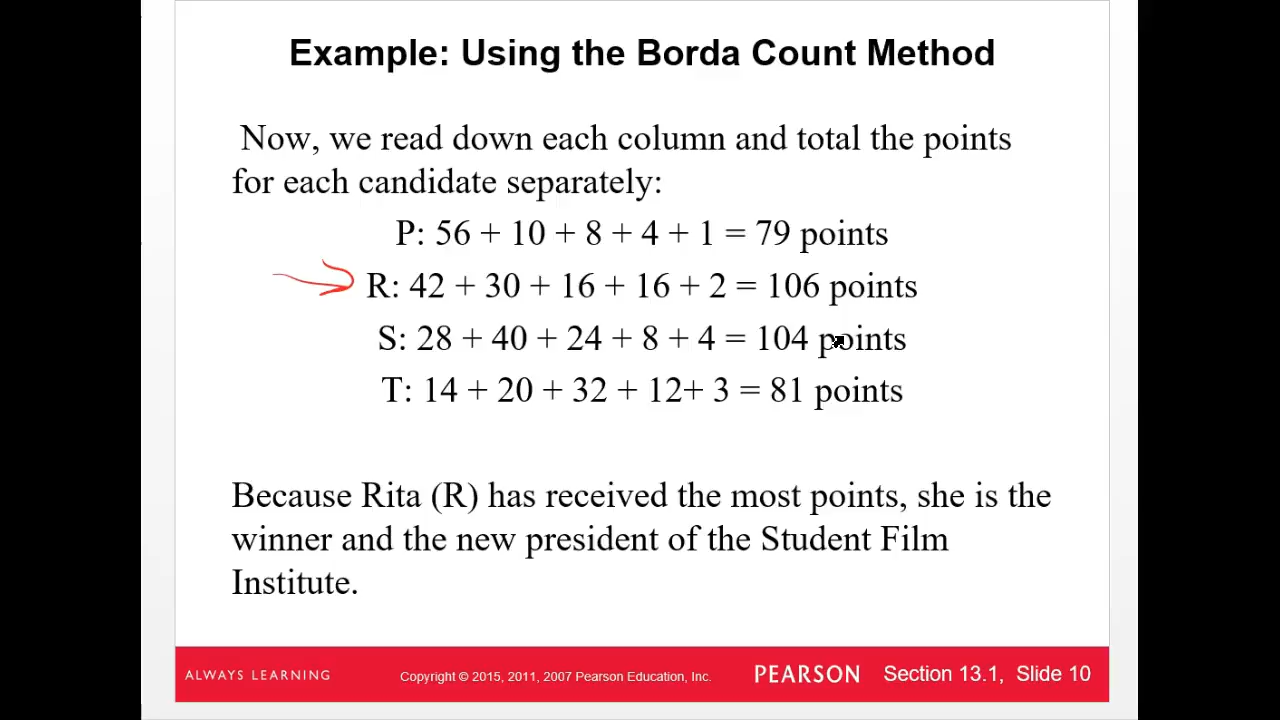 Example: Using the Borda Count Method
Now, we read down each column and total the points
for each candidate separately:
P: 56 + 10 + 8 + 4 + 1 = 79 points
R: 42 + 30 + 16 + 16 + 2 = 106 points
S: 28 + 40 + 24 + 8 + 4 = 104 points
T: 14 + 20 + 32 + 12+ 3 = 81 points
Because Rita (R) has received the most points, she is the
winner and the new president of the Student Film
Institute.
ALWAYS LEARNING Copyright © 2015, 2011, 2007 Pearson Education, Inc. PEARSON Section 13.1, Slide 10